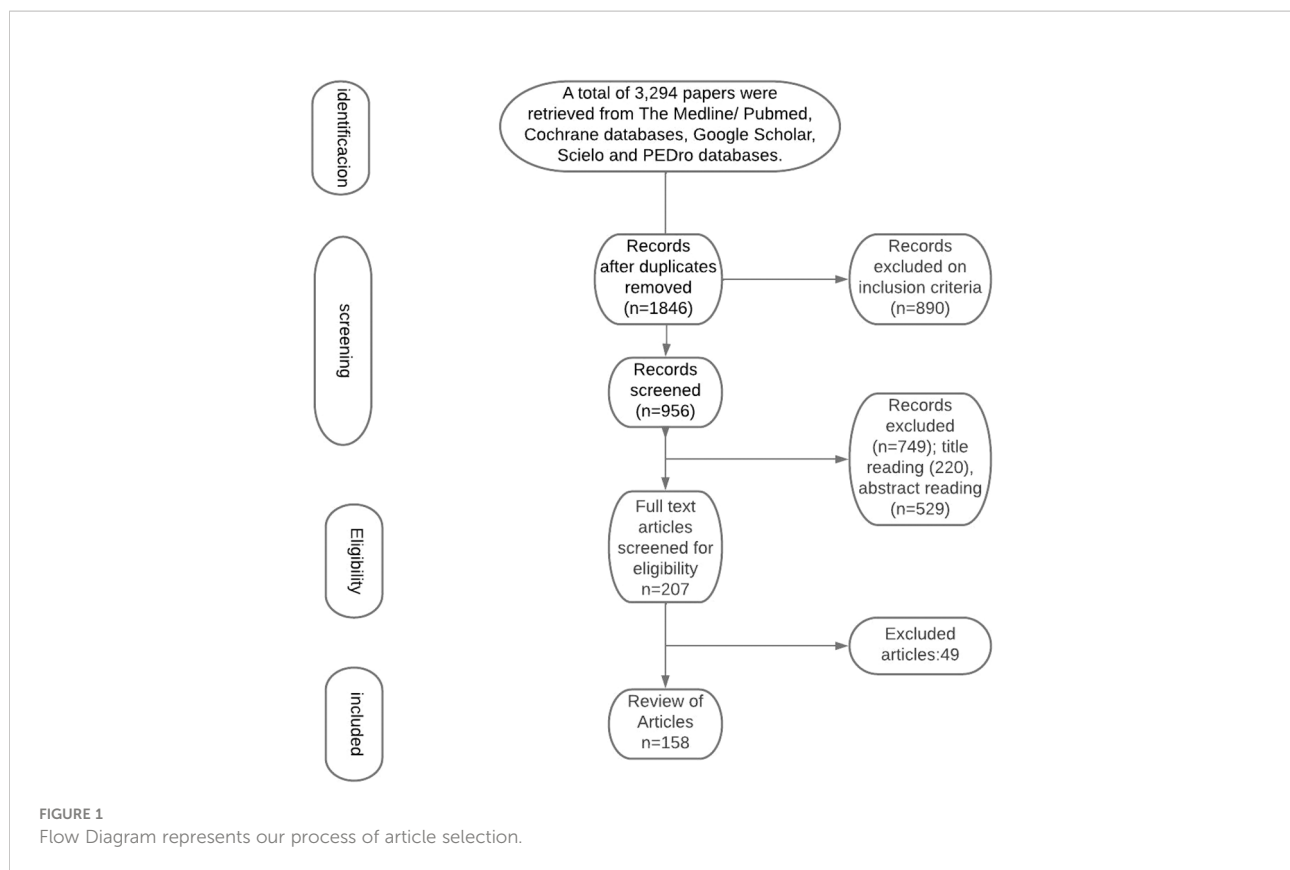 identificacion
A total of 3,294 papers were
retrieved from The Medline/ Pubmed,
Cochrane databases, Google Scholar,
Scielo and PEDro databases.
screening
Records
after duplicates
removed
(n=1846)
Records
excluded on
inclusion criteria
(n=890)
Records
screened
(n=956)
Records
excluded
(n=749); title
reading (220),
abstract reading
(n=529)
Eligibility
Full text
articles
screened for
eligibility
n=207
Excluded
articles:49
included
Review of
Articles
n=158
FIGURE 1
Flow Diagram represents our process of article selection.